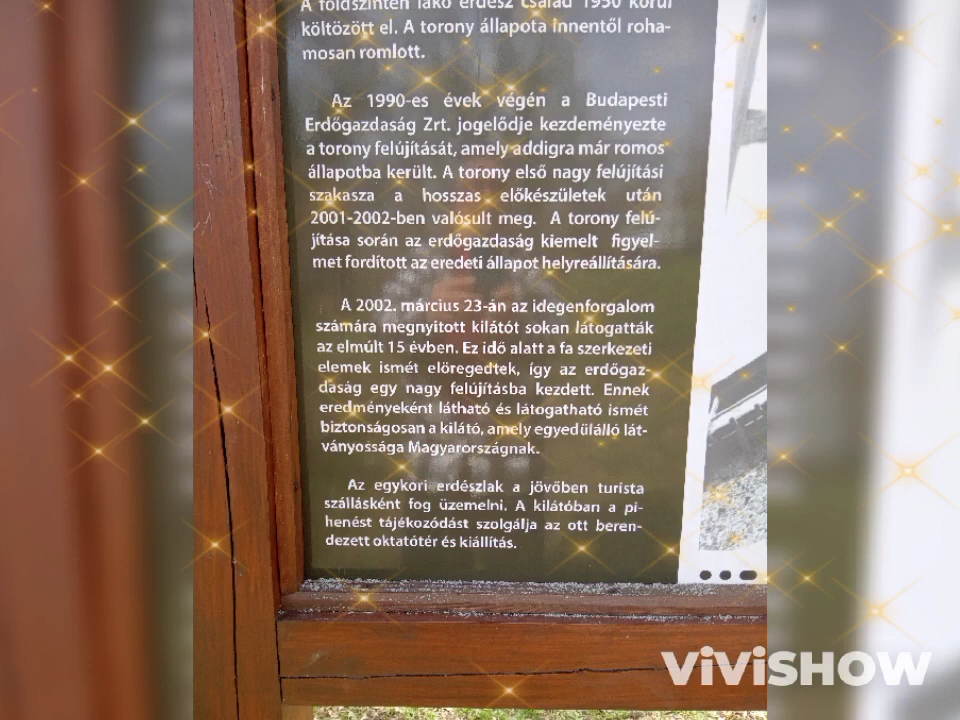 A földszinten lakó erdész család 1950 körül
költözött el. A torony állapota innentől roha-
mosan romlott.
Az 1990-es évek végén a Budapesti
Erdőgazdaság Zrt. jogelődje kezdeményezte
a torony felújítását, amely addigra már romos
állapotba került. A torony első nagy felújítási
szakasza a hosszas előkészületek után
2001-2002-ben valósult meg. A torony felú-
jítása során az erdőgazdaság kiemelt figyel-
met fordított az eredeti állapot helyreállítására.
A 2002. március 23-án az idegenforgalom
számára megnyitott kilátót sokan látogatták
az elmúlt 15 évben. Ez idő alatt a fa szerkezeti
elemek ismét elöregedtek, így az erdőgaz-
daság egy nagy felújításba kezdett. Ennek
eredményeként látható és látogatható ismét
biztonságosan a kilátó, amely egyedülálló lát-
ványossága Magyarországnak.
Az egykori erdészlak a jövőben turista
szállásként fog üzemelni. A kilátóban a pi-
henést tájékozódást szolgálja az ott beren-
dezett oktatótér és kiállítás.
ViViSHOW